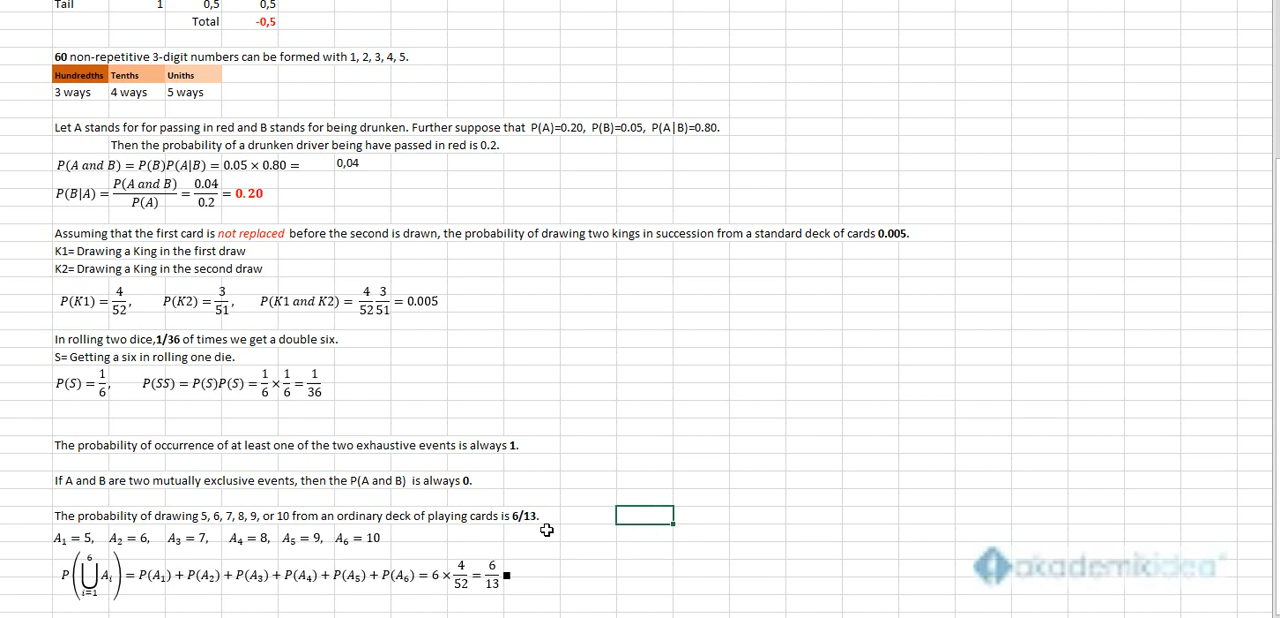 Tail 1 0,5 0,5
Total -0,5
60 non-repetitive 3-digit numbers can be formed with 1, 2, 3, 4, 5.
Hundredths Tenths Uniths
3 ways 4 ways 5 ways
Let A stands for for passing in red and B stands for being drunken. Further suppose that P(A)=0.20, P(B)=0.05, P(A|B)=0.80.
Then the probability of a drunken driver being have passed in red is 0.2.
P(A and B) = P(B)P(A|B) = 0.05 × 0.80 = 0,04
P(B|A) = P(A and B)/P(A) = 0.04/0.2 = 0.20
Assuming that the first card is not replaced before the second is drawn, the probability of drawing two kings in succession from a standard deck of cards 0.005.
K1= Drawing a King in the first draw
K2= Drawing a King in the second draw
P(K1) = 4/52, P(K2) = 3/51, P(K1 and K2) = 4/52 3/51 = 0.005
In rolling two dice,1/36 of times we get a double six.
S= Getting a six in rolling one die.
P(S) = 1/6, P(SS) = P(S)P(S) = 1/6 × 1/6 = 1/36
The probability of occurrence of at least one of the two exhaustive events is always 1.
If A and B are two mutually exclusive events, then the P(A and B) is always 0.
The probability of drawing 5, 6, 7, 8, 9, or 10 from an ordinary deck of playing cards is 6/13.
A₁ = 5, A₂ = 6, A₃ = 7, A₄ = 8, A₅ = 9, A₆ = 10
P(⋃ᵢ₌₁⁶ Aᵢ) = P(A₁) + P(A₂) + P(A₃) + P(A₄) + P(A₅) + P(A₆) = 6 × 4/52 = 6/13 ■
akademikidea